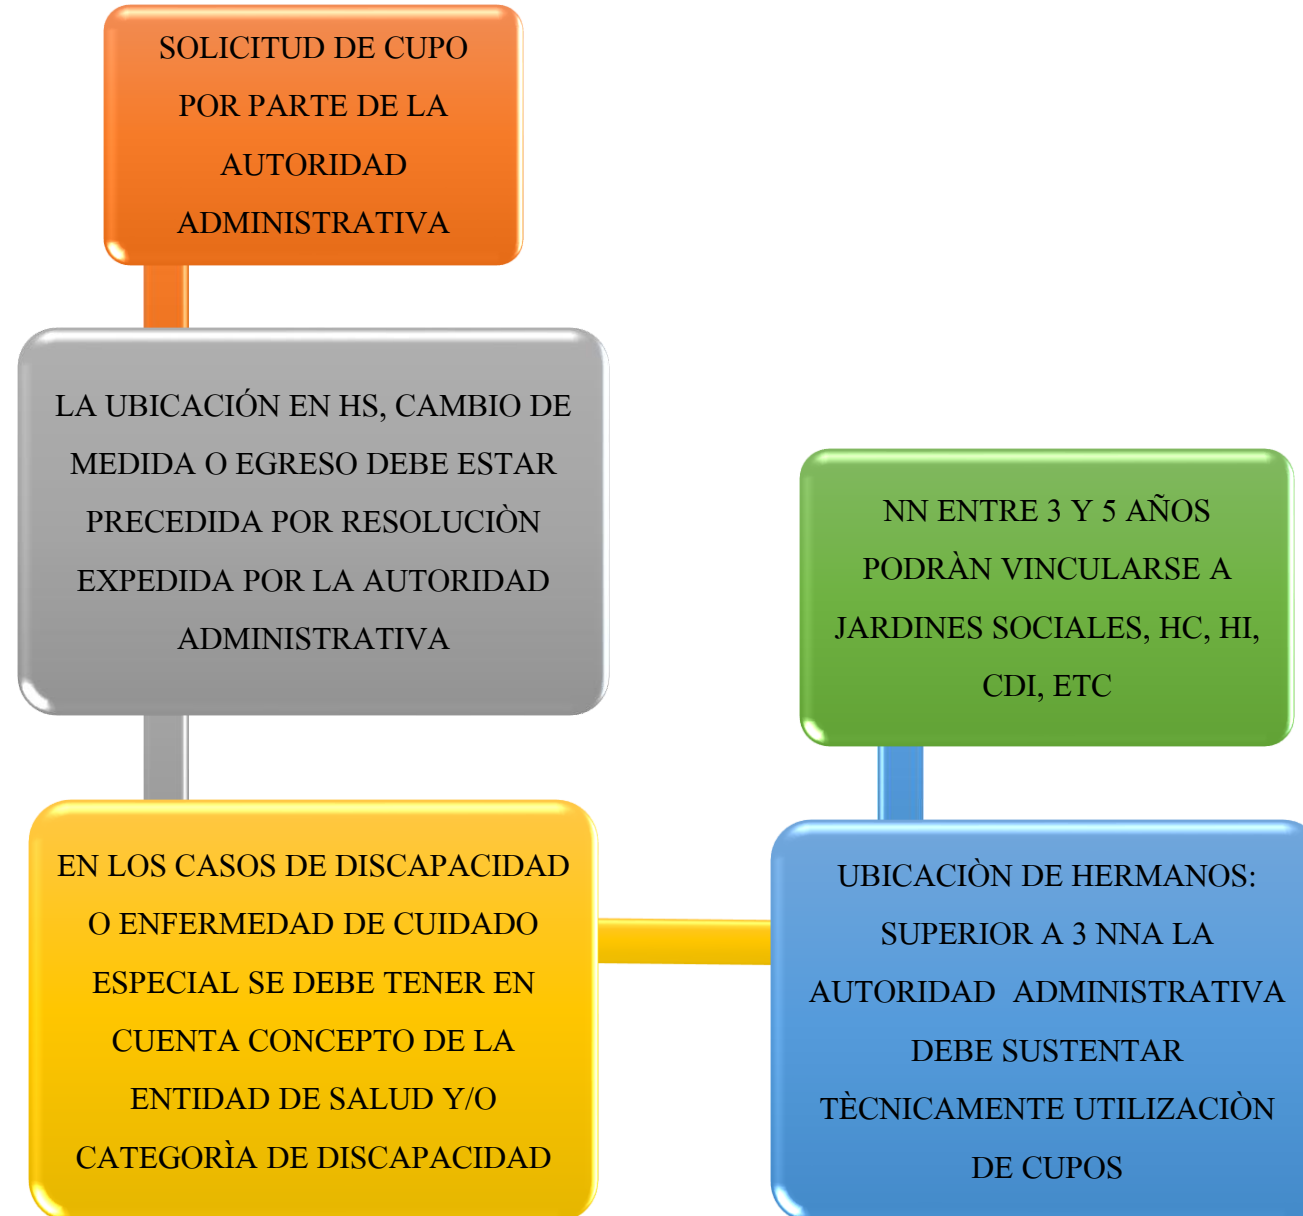 SOLICITUD DE CUPO
POR PARTE DE LA
AUTORIDAD
ADMINISTRATIVA
LA UBICACIÓN EN HS, CAMBIO DE
MEDIDA O EGRESO DEBE ESTAR
PRECEDIDA POR RESOLUCIÒN
EXPEDIDA POR LA AUTORIDAD
ADMINISTRATIVA
EN LOS CASOS DE DISCAPACIDAD
O ENFERMEDAD DE CUIDADO
ESPECIAL SE DEBE TENER EN
CUENTA CONCEPTO DE LA
ENTIDAD DE SALUD Y/O
CATEGORÌA DE DISCAPACIDAD
UBICACIÒN DE HERMANOS:
SUPERIOR A 3 NNA LA
AUTORIDAD  ADMINISTRATIVA
DEBE SUSTENTAR
TÈCNICAMENTE UTILIZACIÒN
DE CUPOS
NN ENTRE 3 Y 5 AÑOS
PODRÀN VINCULARSE A
JARDINES SOCIALES, HC, HI,
CDI, ETC